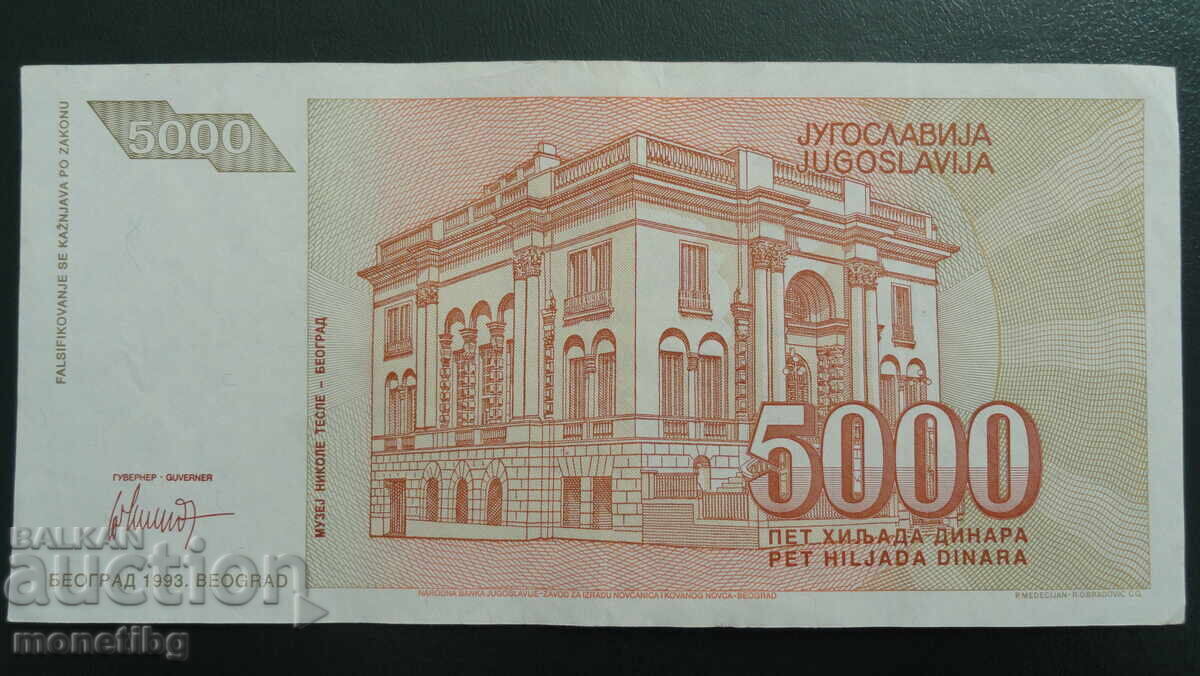 FALSIFIKOVANJE SE KAŽNJAVA PO ZAKONU
5000
ЈУГОСЛАВИЈА
JUGOSLAVIJA
МУЗЕЈ НИКОЛЕ ТЕСЛЕ – БЕОГРАД
ГУВЕРНЕР - GUVERNER
5000
ПЕТ ХИЉАДА ДИНАРА
PET HILJADA DINARA
БЕОГРАД 1993. BEOGRAD
NARODNA BANKA JUGOSLAVIJE–ZAVOD ZA IZRADU NOVČANICA I KOVANOG NOVCA–BEOGRAD
P. MEDECIJAN - R. OBRADOVIĆ C.Q.
BALKAN
auction
monetibg